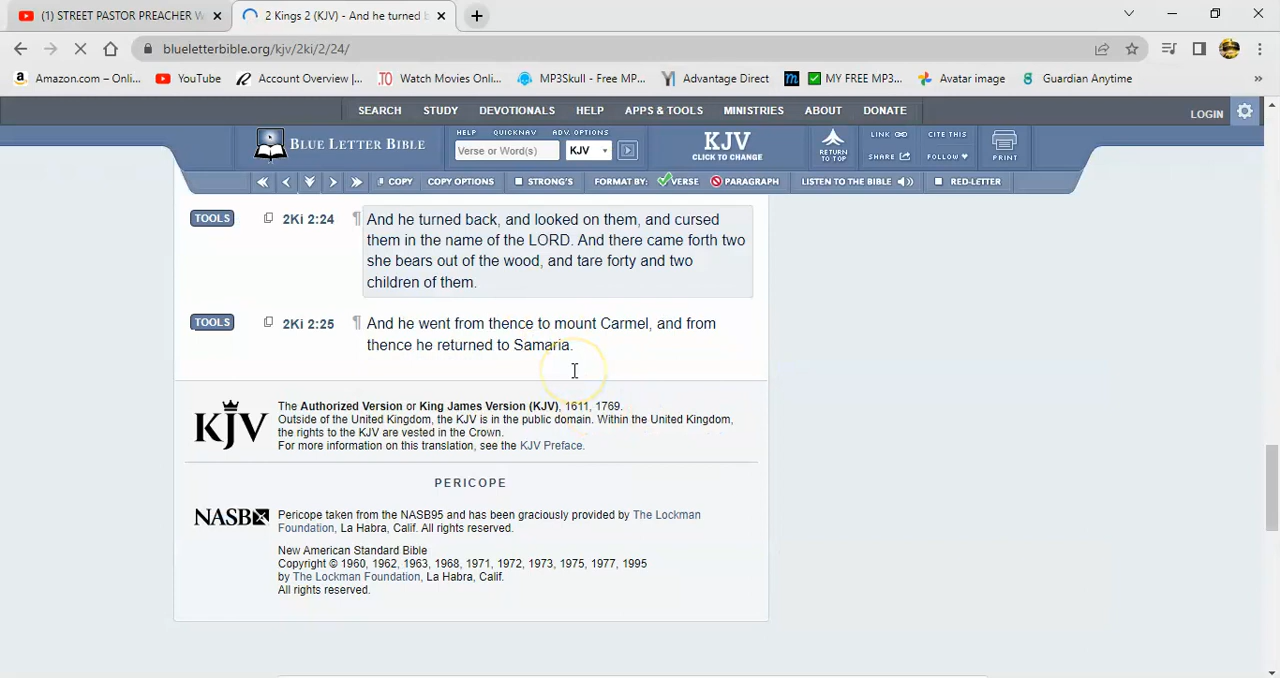 (1) STREET PASTOR PREACHER W
2 Kings 2 (KJV) - And he turned b
blueletterbible.org/kjv/2ki/2/24/
Amazon.com – Onli...
YouTube
Account Overview |...
TO Watch Movies Onlin...
MP3Skull - Free MP...
Advantage Direct
m MY FREE MP3...
Avatar image
Guardian Anytime
»
SEARCH STUDY DEVOTIONALS HELP APPS & TOOLS MINISTRIES ABOUT DONATE
LOGIN
BLUE LETTER BIBLE
HELP QUICKNAV ADV. OPTIONS
Verse or Word(s) KJV
KJV
CLICK TO CHANGE
RETURN
TO TOP
LINK CITE THIS
SHARE FOLLOW
PRINT
COPY COPY OPTIONS STRONG'S FORMAT BY: VERSE PARAGRAPH LISTEN TO THE BIBLE RED-LETTER
TOOLS 2Ki 2:24 ¶ And he turned back, and looked on them, and cursed
them in the name of the LORD. And there came forth two
she bears out of the wood, and tare forty and two
children of them.
TOOLS 2Ki 2:25 ¶ And he went from thence to mount Carmel, and from
thence he returned to Samaria.
KJV
The Authorized Version or King James Version (KJV), 1611, 1769.
Outside of the United Kingdom, the KJV is in the public domain. Within the United Kingdom,
the rights to the KJV are vested in the Crown.
For more information on this translation, see the KJV Preface.
PERICOPE
NASB
Pericope taken from the NASB95 and has been graciously provided by The Lockman
Foundation, La Habra, Calif. All rights reserved.
New American Standard Bible
Copyright © 1960, 1962, 1963, 1968, 1971, 1972, 1973, 1975, 1977, 1995
by The Lockman Foundation, La Habra, Calif.
All rights reserved.